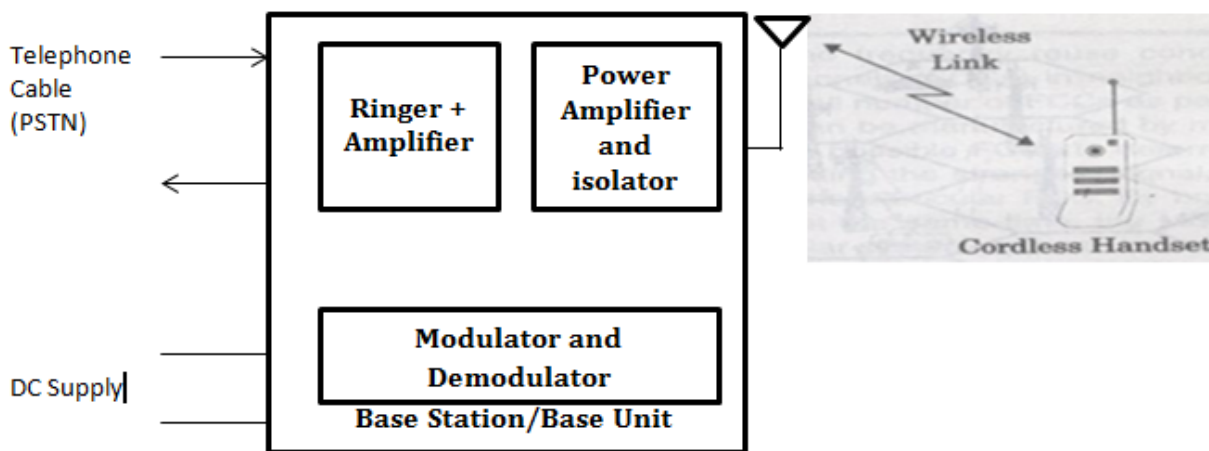 Telephone
Cable
(PSTN)
DC Supply
Ringer +
Amplifier
Power
Amplifier
and
isolator
Modulator and
Demodulator
Base Station/Base Unit
Wireless
Link
Cordless Handset